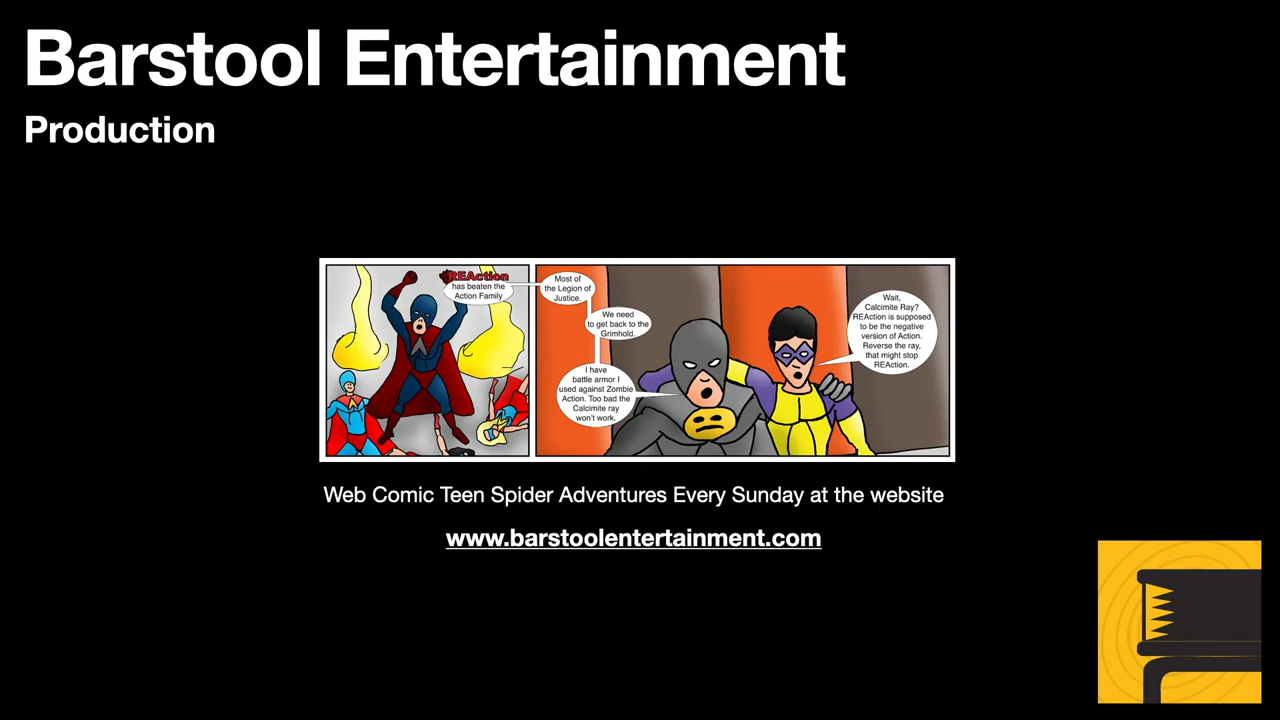 Barstool Entertainment
Production
REAction
has beaten the
Action Family
Most of
the Legion of
Justice.
We need
to get back to the
Grimhold.
I have
battle armor I
used against Zombie
Action. Too bad the
Calcimite ray
won't work.
Wait,
Calcimite Ray?
REAction is supposed
to be the negative
version of Action.
Reverse the ray,
that might stop
REAction.
Web Comic Teen Spider Adventures Every Sunday at the website
www.barstoolentertainment.com